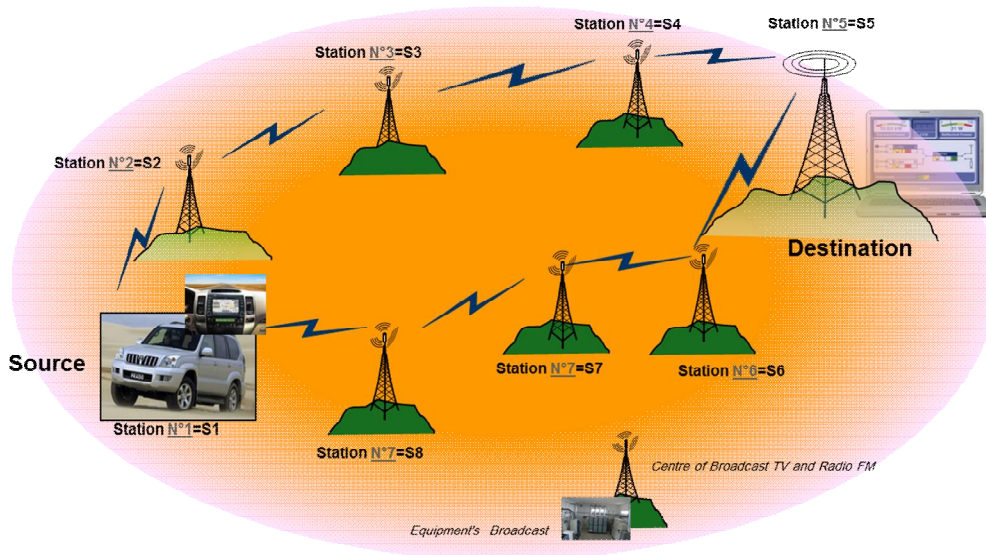 Station N°4=S4
Station N°5=S5
Station N°3=S3
Station N°2=S2
Destination
Source
Station N°7=S7
Station N°6=S6
Station N°1=S1
Station N°7=S8
Centre of Broadcast TV and Radio FM
Equipment's Broadcast